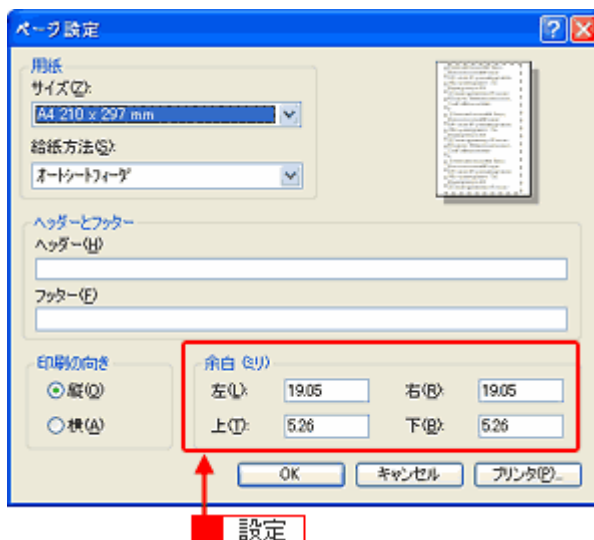 ページ設定
用紙
サイズ(Z):
A4 210 x 297 mm
給紙方法(S):
オートシートフィーダ
ヘッダーとフッター
ヘッダー(H)
フッター(F)
印刷の向き
縦(O)
横(A)
余白 (ミリ)
左(L): 19.05 右(R): 19.05
上(T): 5.26 下(B): 5.26
OK キャンセル プリンタ(P)...
設定